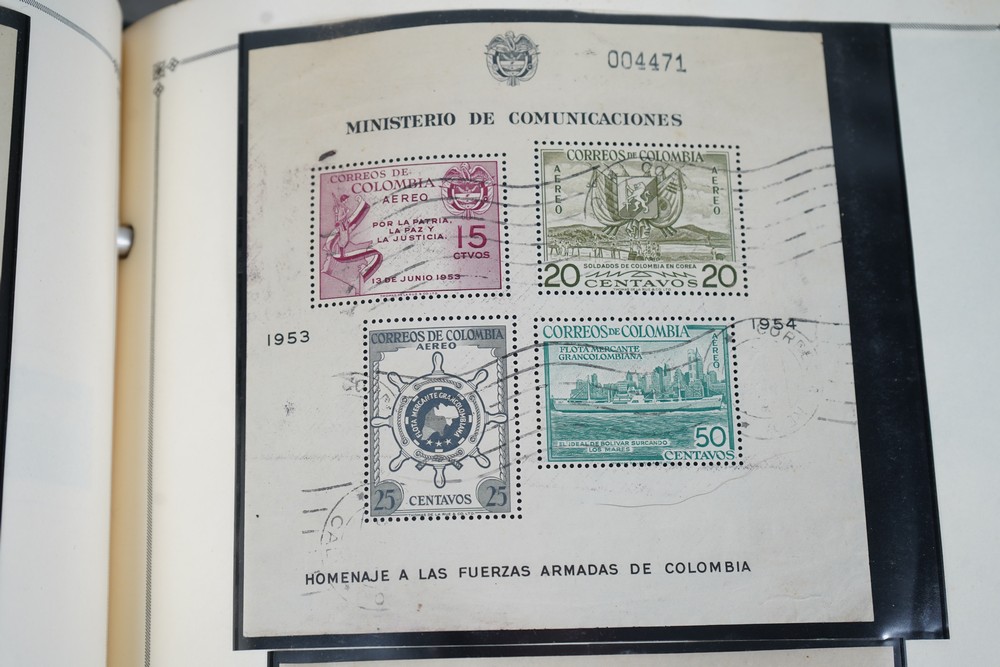 004471
MINISTERIO DE COMUNICACIONES
CORREOS DE
COLOMBIA
AEREO
POR LA PATRIA,
LA PAZ Y
LA JUSTICIA.
15
CTVOS
13 DE JUNIO 1953
CORREOS DE COLOMBIA
AEREO
AEREO
SOLDADOS DE COLOMBIA EN COREA
20 CENTAVOS 20
1953
1954
CORREOS DE COLOMBIA
AEREO
FLOTA MERCANTE GRANCOLOMBIANA
25 CENTAVOS 25
CORREOS DE COLOMBIA
AEREO
FLOTA MERCANTE
GRANCOLOMBIANA
EL IDEAL DE BOLIVAR SURCANDO
LOS MARES
50
CENTAVOS
HOMENAJE A LAS FUERZAS ARMADAS DE COLOMBIA